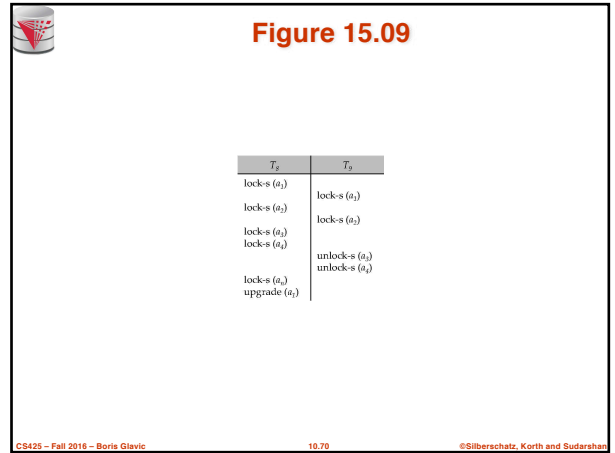 Figure 15.09
T₉ T₉
lock-s (a₁)
lock-s (a₁)
lock-s (a₂)
lock-s (a₂)
lock-s (a₃)
lock-s (a₄)
unlock-s (a₃)
unlock-s (a₄)
lock-s (aₙ)
upgrade (a₁)
CS425 – Fall 2016 – Boris Glavic 10.70 ©Silberschatz, Korth and Sudarshan